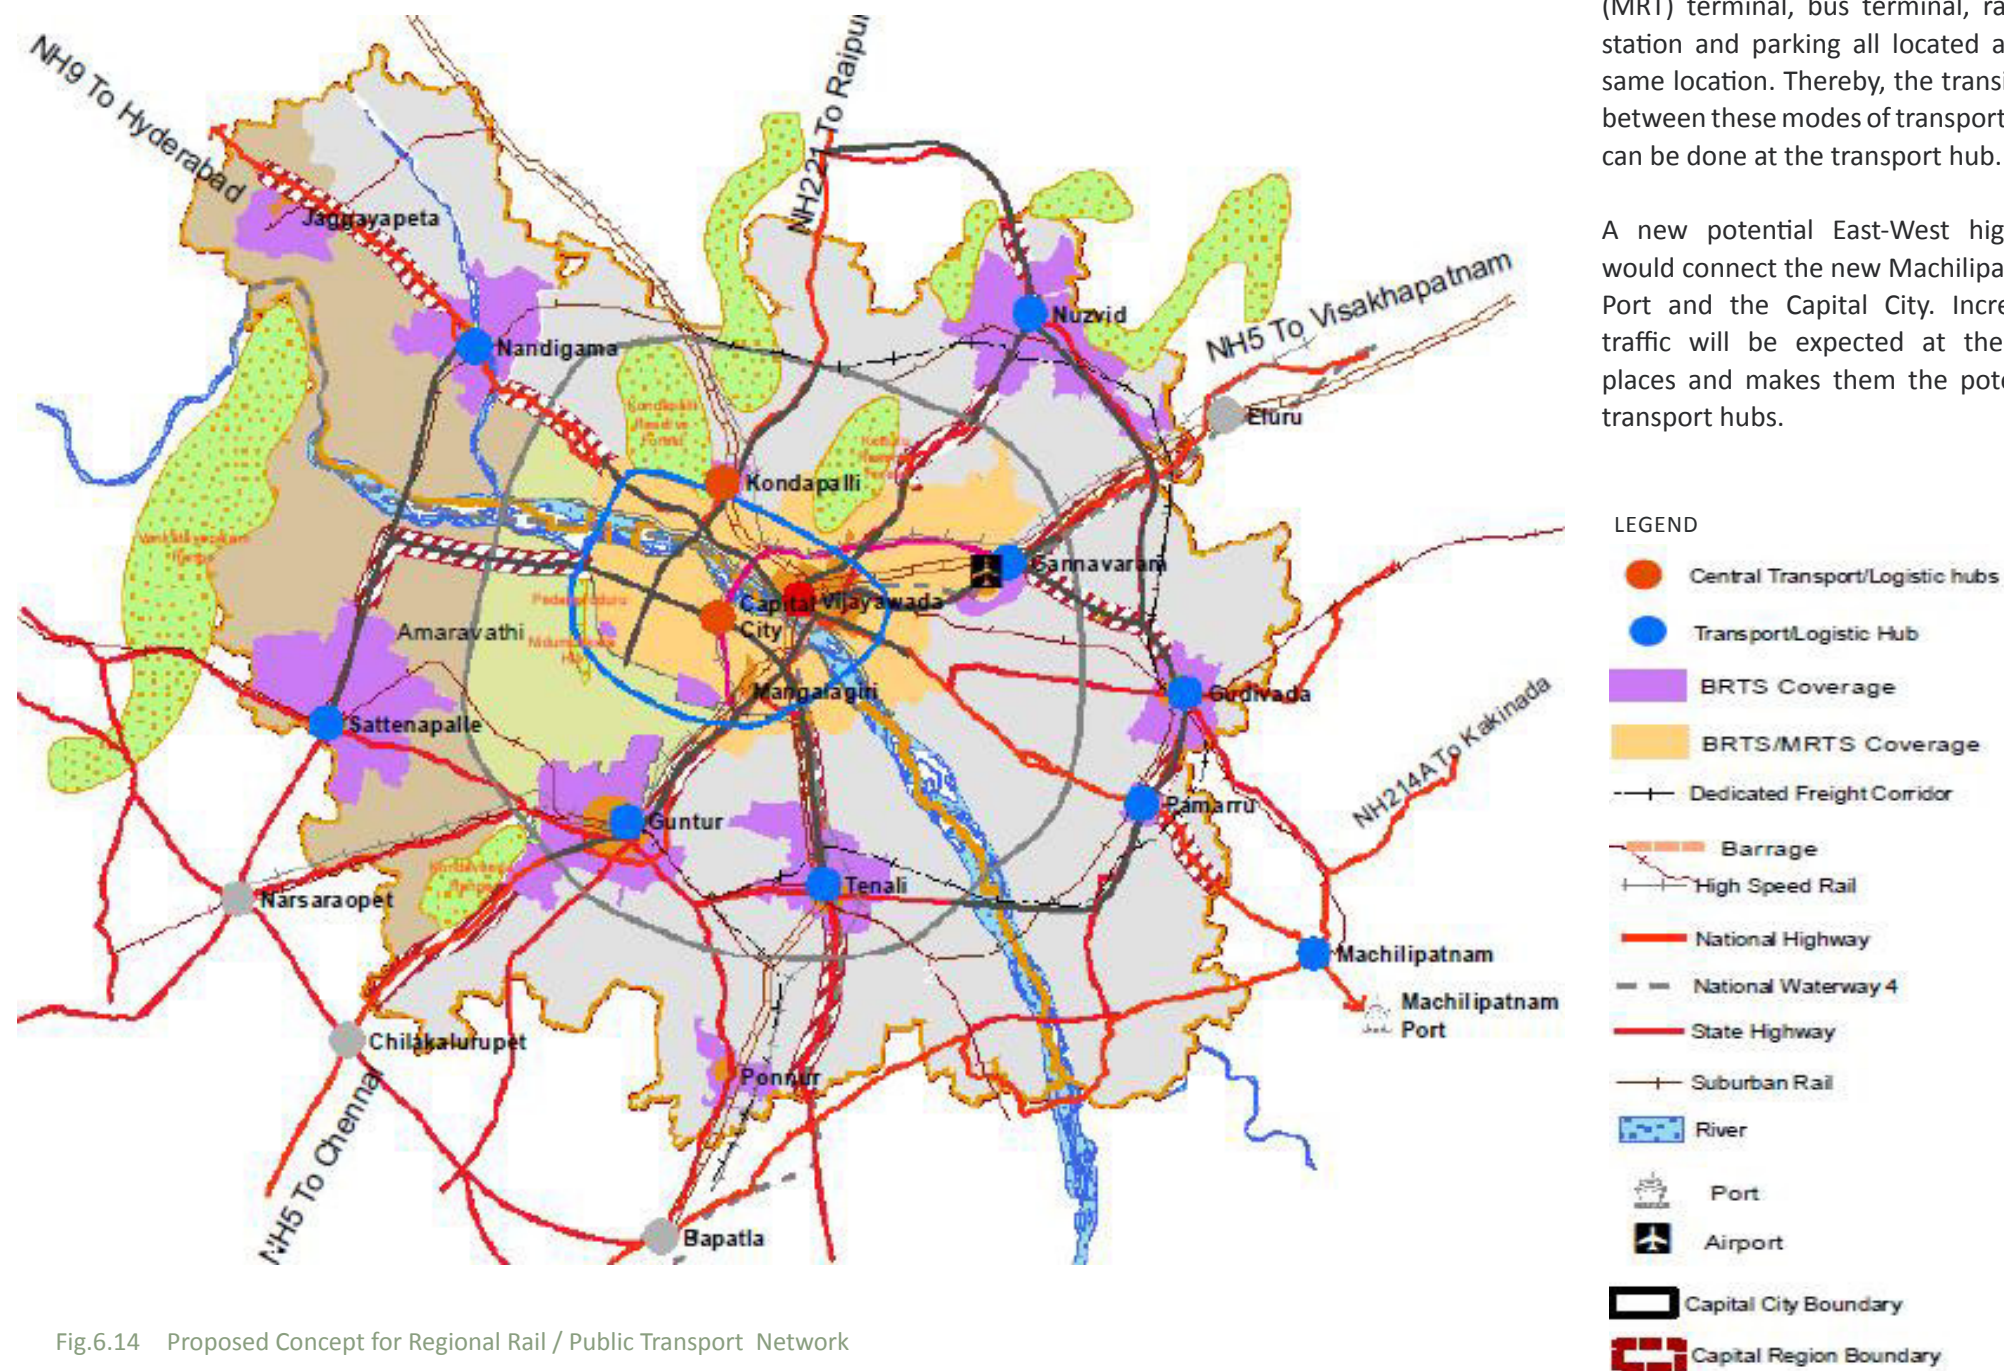 (MRT) terminal, bus terminal, ra
station and parking all located a
same location. Thereby, the transi
between these modes of transport
can be done at the transport hub.
A new potential East-West hig
would connect the new Machilipa
Port and the Capital City. Incre
traffic will be expected at the
places and makes them the pote
transport hubs.
NH9 To Hyderabad
NH221 To Raipur
Jaggayapeta
Nandigama
Nuzvid
NH5 To Visakhapatnam
Eluru
Kondapalli
Reserve
Forest
Kondapalli
Gannavaram
Capital
City
Vijayawada
Amaravathi
Mangalagiri
Sattenapalle
Gudivada
NH214A To Kakinada
Guntur
Pamarru
Tenali
Narsaraopet
Machilipatnam
Machilipatnam
Port
Chilakalurupet
Ponnur
NH5 To Chennai
Bapatla
LEGEND
Central Transport/Logistic hubs
Transport/Logistic Hub
BRTS Coverage
BRTS/MRTS Coverage
Dedicated Freight Corridor
Barrage
High Speed Rail
National Highway
National Waterway 4
State Highway
Suburban Rail
River
Port
Airport
Capital City Boundary
Capital Region Boundary
Fig.6.14 Proposed Concept for Regional Rail / Public Transport Network